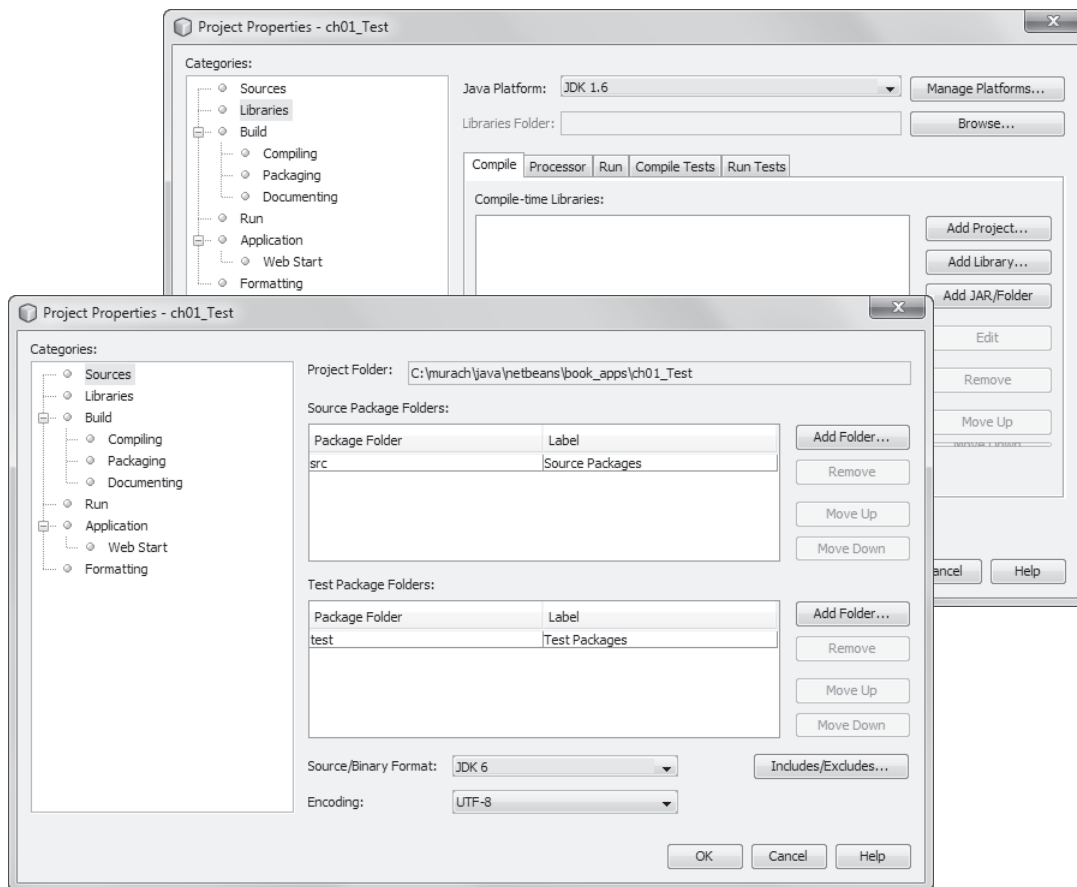 Project Properties - ch01_Test
Categories:
Sources
Libraries
Build
Compiling
Packaging
Documenting
Run
Application
Web Start
Formatting
Java Platform: JDK 1.6 Manage Platforms...
Libraries Folder: Browse...
Compile Processor Run Compile Tests Run Tests
Compile-time Libraries:
Add Project...
Add Library...
Add JAR/Folder
Edit
Remove
Move Up
Move Down
Help
Project Properties - ch01_Test
Categories:
Sources
Libraries
Build
Compiling
Packaging
Documenting
Run
Application
Web Start
Formatting
Project Folder: C:\murach\java\netbeans\book_apps\ch01_Test
Source Package Folders:
Package Folder Label
src Source Packages
Add Folder...
Remove
Move Up
Move Down
Test Package Folders:
Package Folder Label
test Test Packages
Add Folder...
Remove
Move Up
Move Down
Source/Binary Format: JDK 6 Includes/Excludes...
Encoding: UTF-8
OK Cancel Help